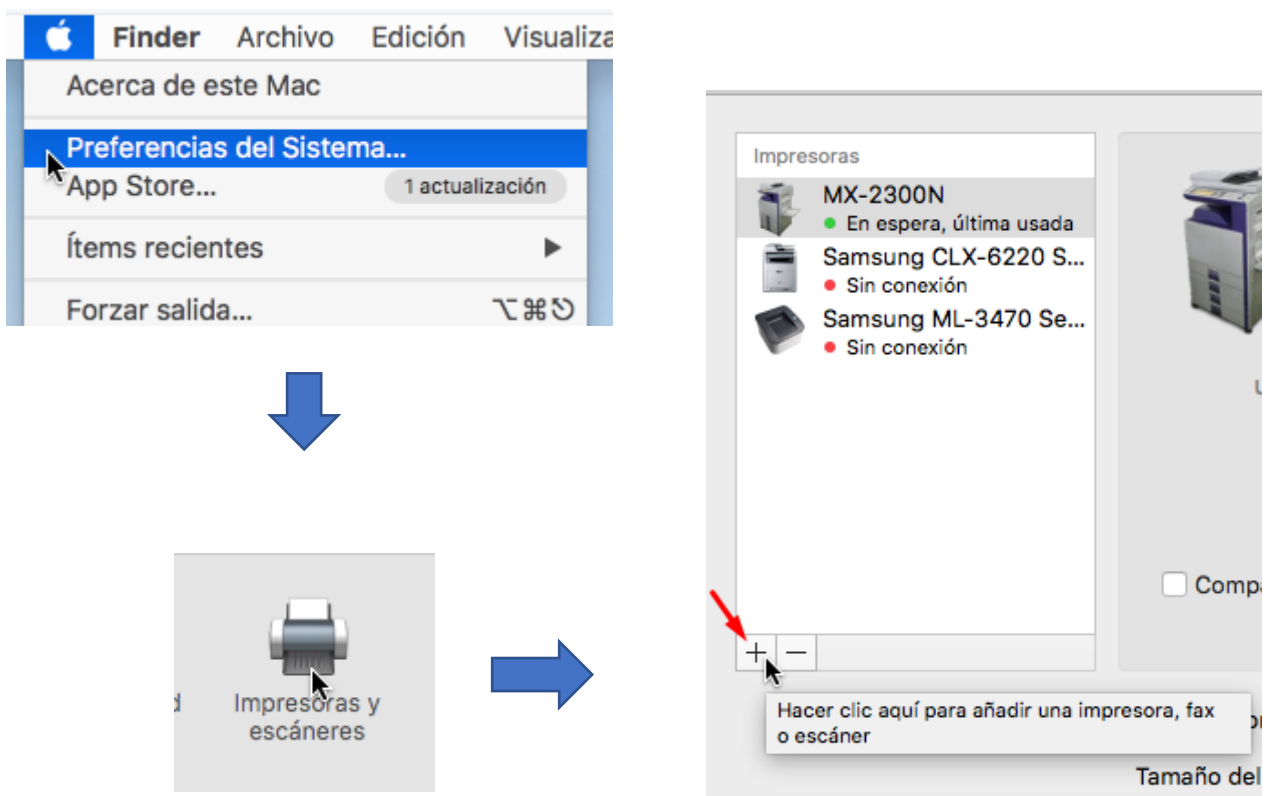 Finder Archivo Edición Visualiza
Acerca de este Mac
Preferencias del Sistema...
App Store... 1 actualización
Ítems recientes ▶
Forzar salida... ⌥⌘⎋
Impresoras y
escáneres
Impresoras
MX-2300N
En espera, última usada
Samsung CLX-6220 S...
Sin conexión
Samsung ML-3470 Se...
Sin conexión
Compa
+ −
Hacer clic aquí para añadir una impresora, fax
o escáner
Tamaño del